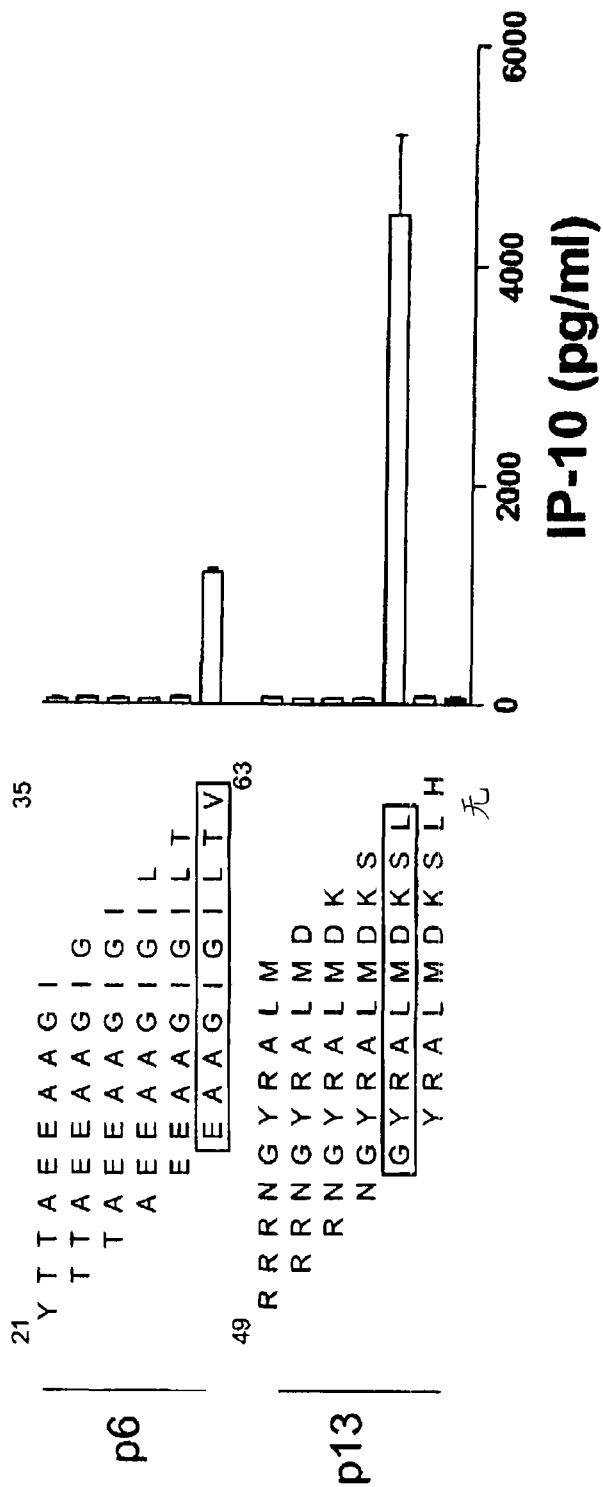 21 35
p6
Y T T A E E A A G I
T T A E E A A G I G
T A E E A A G I G I
A E E A A G I G I L
E E A A G I G I L T
E A A G I G I L T V
49 63
p13
R R R N G Y R A L M
R R N G Y R A L M D
R N G Y R A L M D K
N G Y R A L M D K S
G Y R A L M D K S L
Y R A L M D K S L H
无
0 2000 4000 6000
IP-10 (pg/ml)